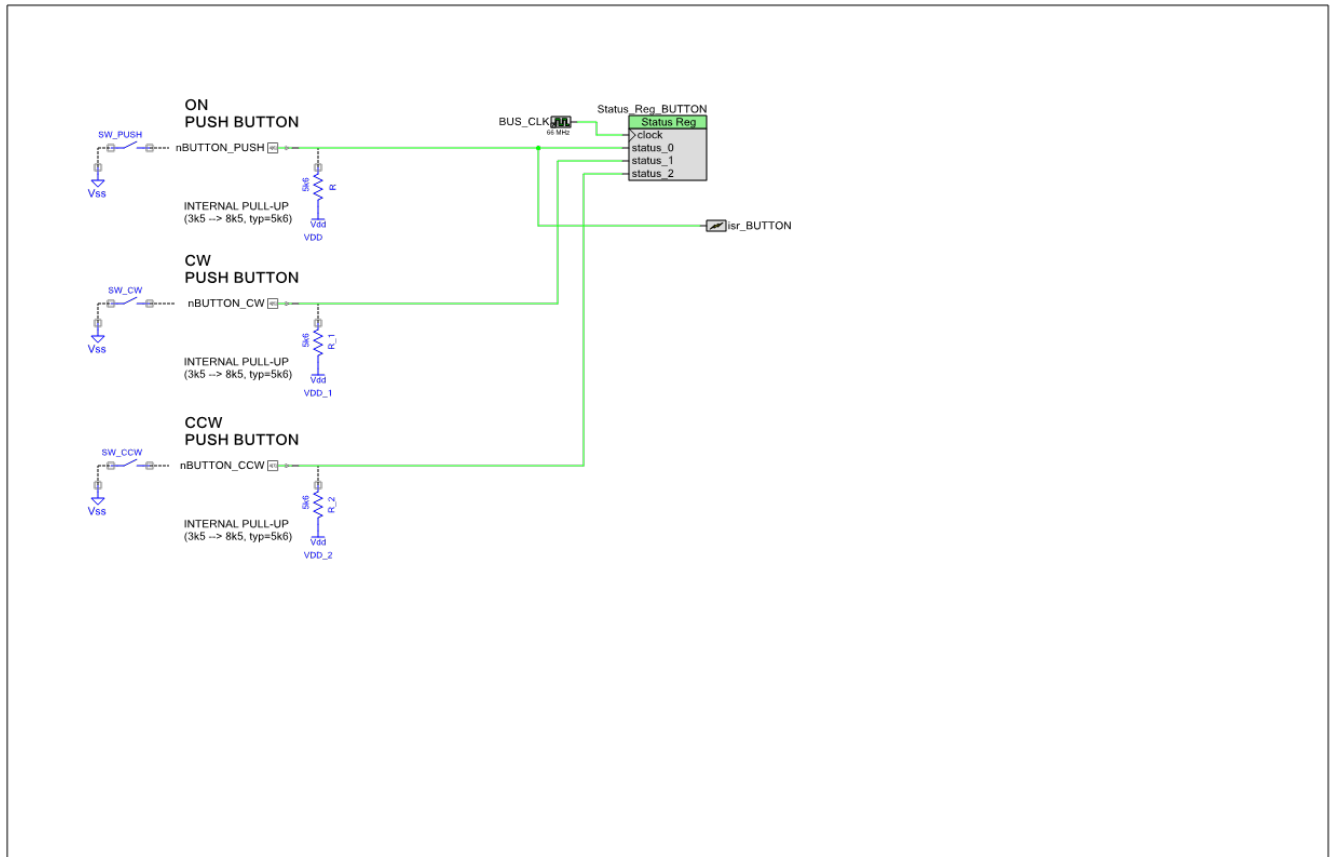 ON
PUSH BUTTON
SW_PUSH
nBUTTON_PUSH
Vss
5k6
R
INTERNAL PULL-UP
(3k5 --> 8k5, typ=5k6)
Vdd
VDD
BUS_CLK
66 MHz
Status_Reg_BUTTON
Status Reg
clock
status_0
status_1
status_2
isr_BUTTON
CW
PUSH BUTTON
SW_CW
nBUTTON_CW
Vss
5k6
R_1
INTERNAL PULL-UP
(3k5 --> 8k5, typ=5k6)
Vdd
VDD_1
CCW
PUSH BUTTON
SW_CCW
nBUTTON_CCW
Vss
5k6
R_2
INTERNAL PULL-UP
(3k5 --> 8k5, typ=5k6)
Vdd
VDD_2